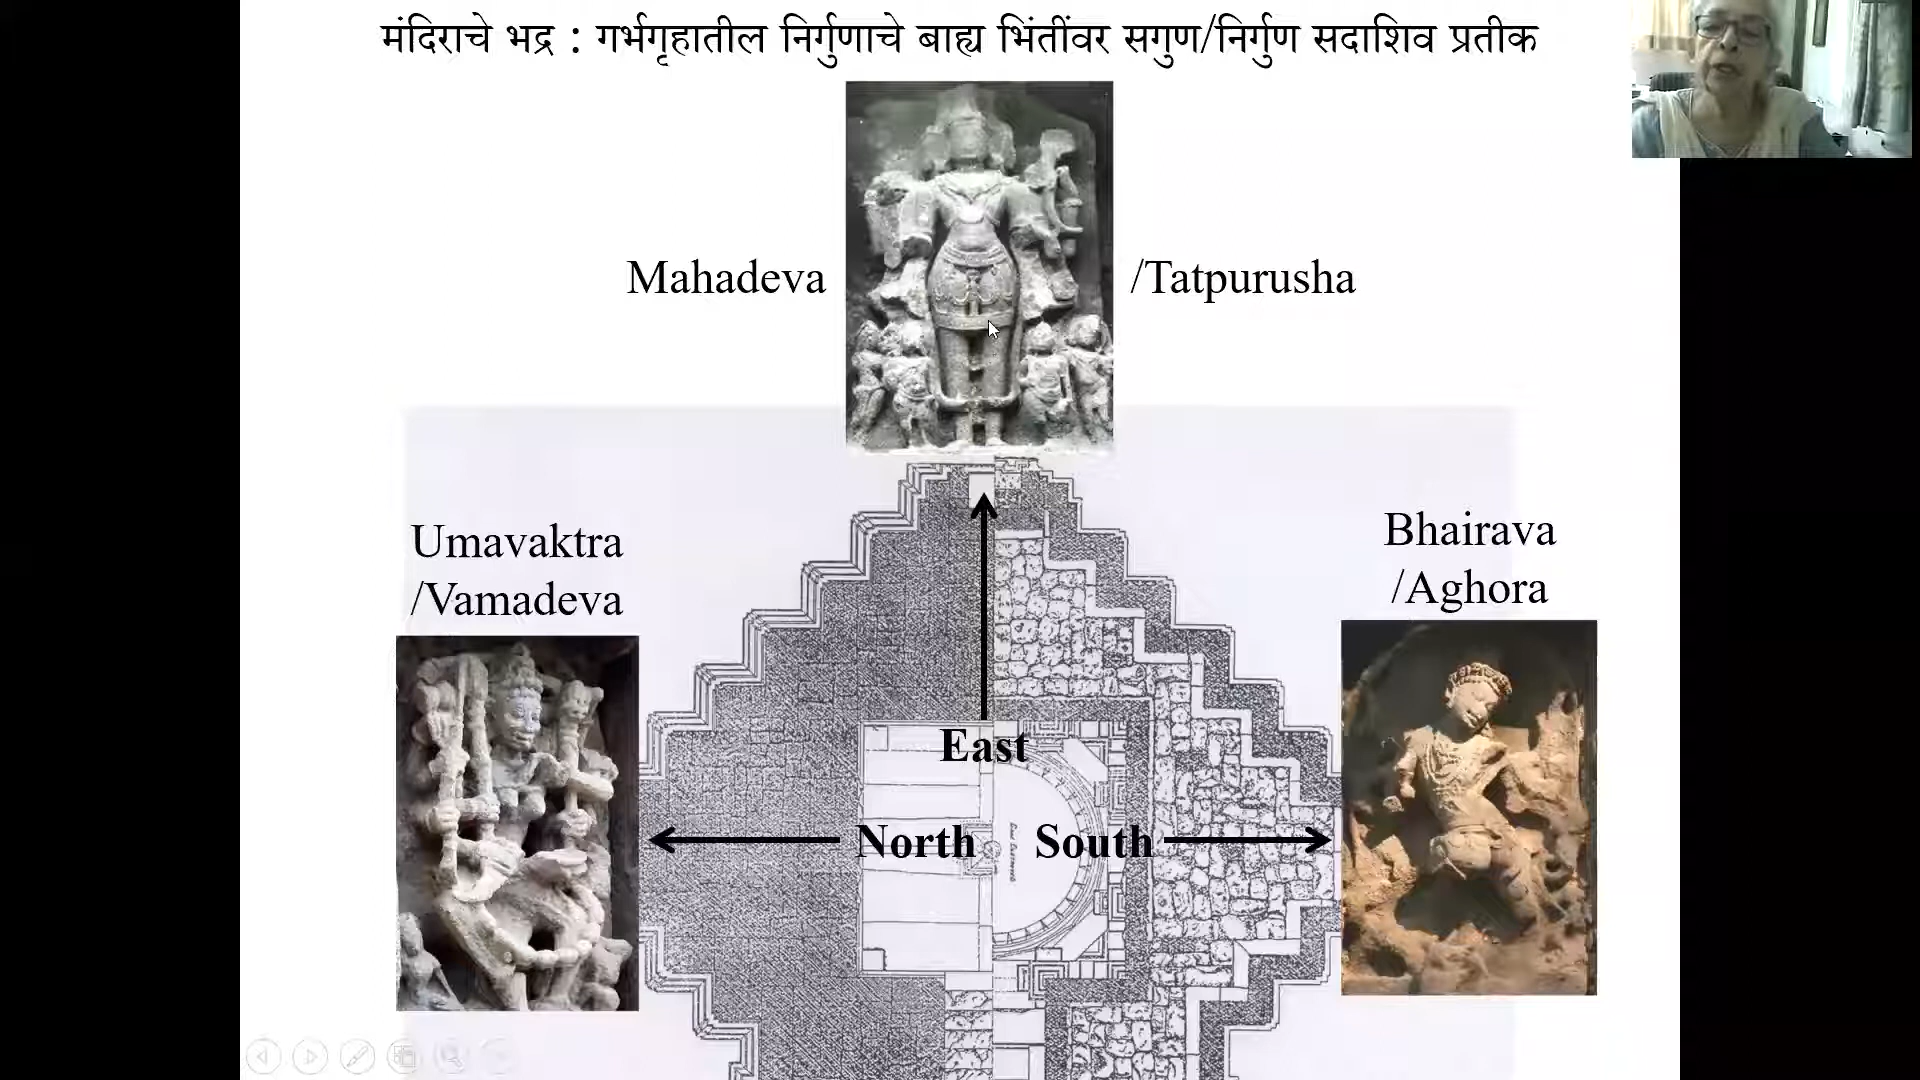 मंदिराचे भद्र : गर्भगृहातील निर्गुणाचे बाह्य भिंतींवर सगुण/निर्गुण सदाशिव प्रतीक
Mahadeva
/Tatpurusha
Umavaktra
/Vamadeva
Bhairava
/Aghora
East
North
South